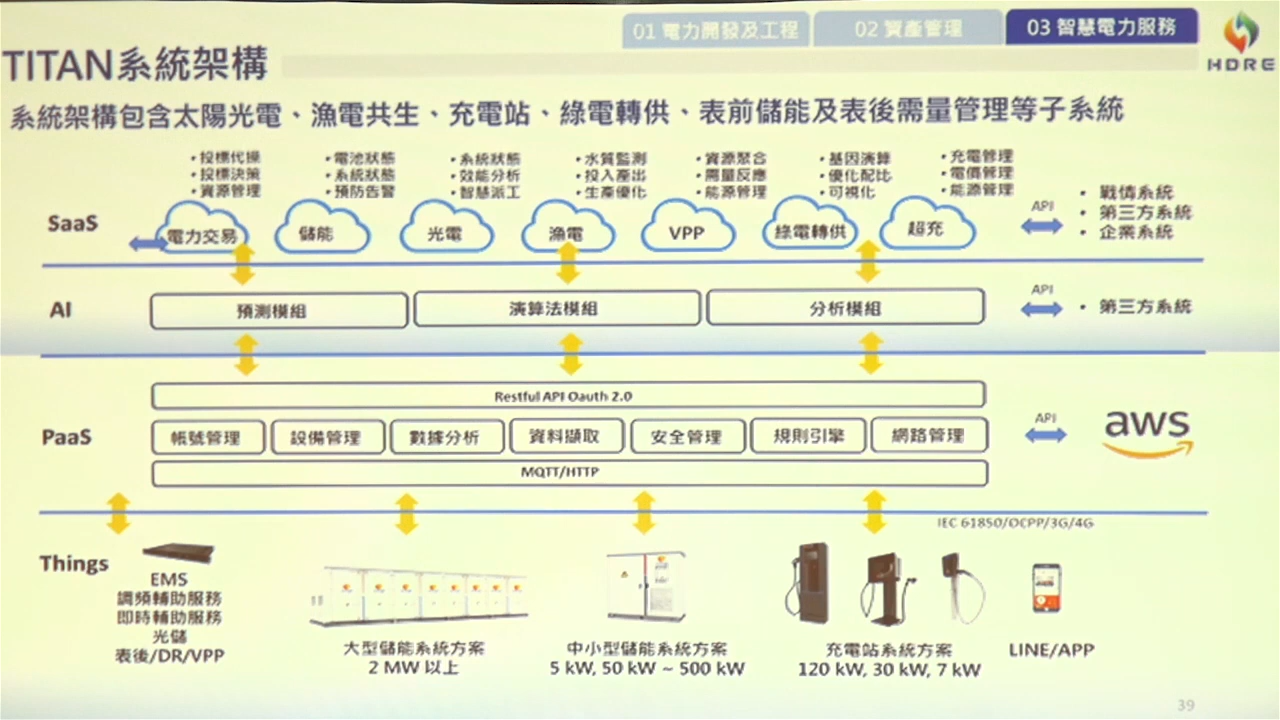 01 電力開發及工程
02 資產管理
03 智慧電力服務
HDRE
TITAN系統架構
系統架構包含太陽光電、漁電共生、充電站、綠電轉供、表前儲能及表後需量管理等子系統
•投標代操
•投標決策
•資源管理
•電池狀態
•系統狀態
•預防告警
•系統狀態
•效能分析
•智慧派工
•水質監測
•投入產出
•生產優化
•資源聚合
•需量反應
•能源管理
•基因演算
•優化配比
•可視化
•充電管理
•電價管理
•能源管理
SaaS
電力交易
儲能
光電
漁電
VPP
綠電轉供
超充
API
• 戰情系統
• 第三方系統
• 企業系統
AI
預測模組
演算法模組
分析模組
API
• 第三方系統
PaaS
Restful API Oauth 2.0
帳號管理
設備管理
數據分析
資料擷取
安全管理
規則引擎
網路管理
MQTT/HTTP
API
aws
IEC 61850/OCPP/3G/4G
Things
EMS
調頻輔助服務
即時輔助服務
光儲
表後/DR/VPP
大型儲能系統方案
2 MW 以上
中小型儲能系統方案
5 kW, 50 kW ~ 500 kW
充電站系統方案
120 kW, 30 kW, 7 kW
LINE/APP
39